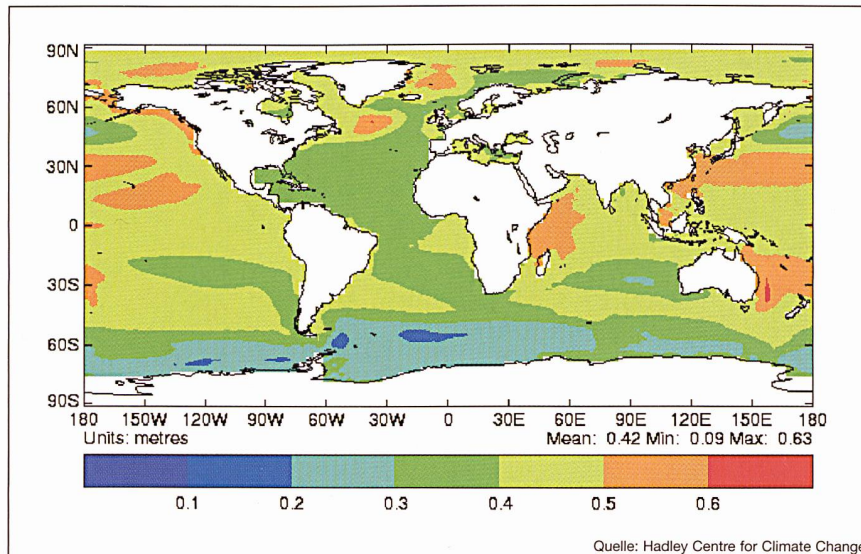 90N
60N
30N
0
30S
60S
90S
180 150W 120W 90W 60W 30W 0 30E 60E 90E 120E 150E 180
Units: metres Mean: 0.42 Min: 0.09 Max: 0.63
0.1 0.2 0.3 0.4 0.5 0.6
Quelle: Hadley Centre for Climate Change